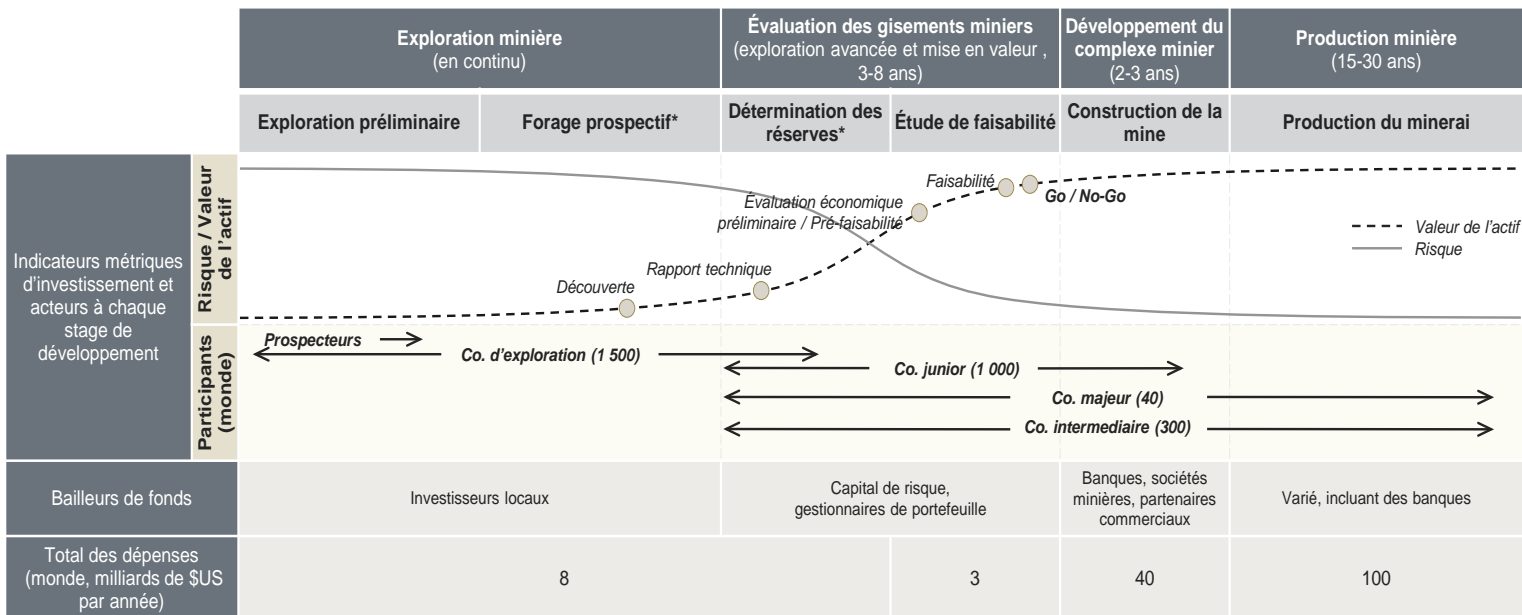 Exploration minière
(en continu)
Évaluation des gisements miniers
(exploration avancée et mise en valeur ,
3-8 ans)
Développement du
complexe minier
(2-3 ans)
Production minière
(15-30 ans)
Exploration préliminaire
Forage prospectif*
Détermination des
réserves*
Étude de faisabilité
Construction de la
mine
Production du minerai
Indicateurs métriques
d'investissement et
acteurs à chaque
stage de
développement
Risque / Valeur
de l'actif
Découverte
Rapport technique
Évaluation économique
préliminaire / Pré-faisabilité
Faisabilité
Go / No-Go
Valeur de l'actif
Risque
Participants
(monde)
Prospecteurs
Co. d'exploration (1 500)
Co. junior (1 000)
Co. majeur (40)
Co. intermediaire (300)
Bailleurs de fonds
Investisseurs locaux
Capital de risque,
gestionnaires de portefeuille
Banques, sociétés
minières, partenaires
commerciaux
Varié, incluant des banques
Total des dépenses
(monde, milliards de $US
par année)
8
3
40
100